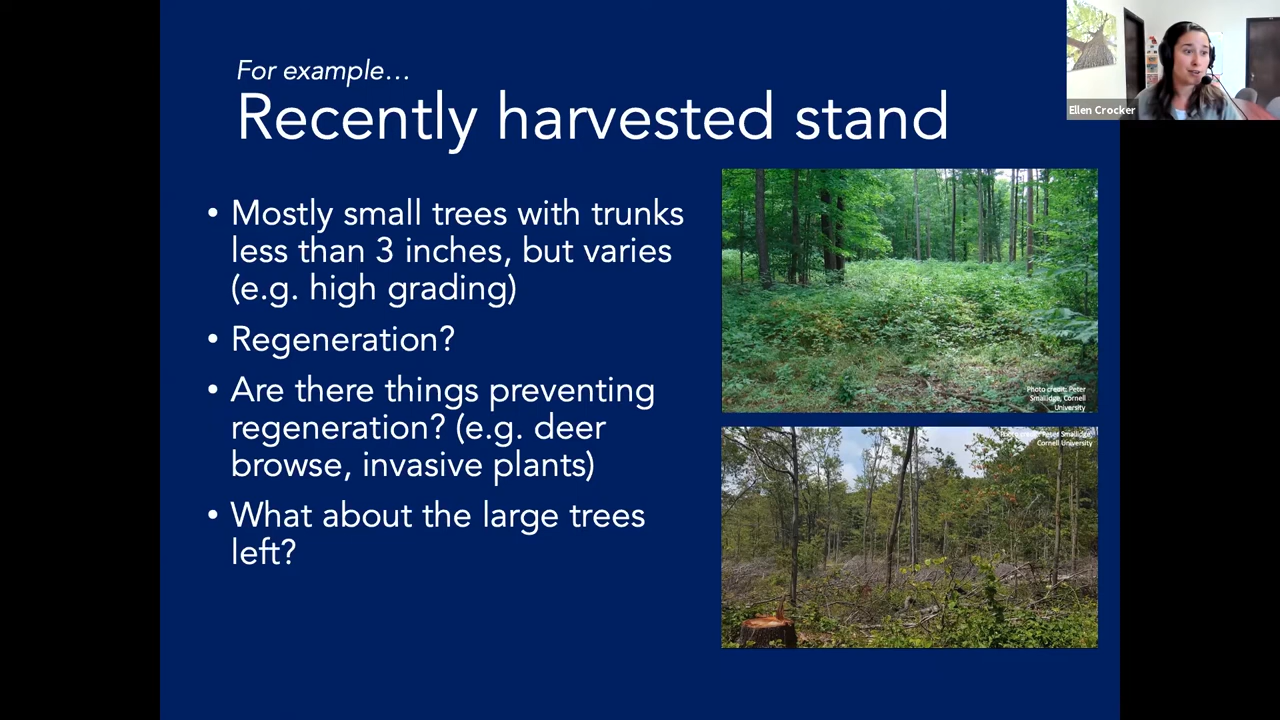 For example...
Recently harvested stand
• Mostly small trees with trunks
less than 3 inches, but varies
(e.g. high grading)
• Regeneration?
• Are there things preventing
regeneration? (e.g. deer
browse, invasive plants)
• What about the large trees
left?
Ellen Crocker
Photo credit: Peter
Smallidge, Cornell
University
Peter Smallidge,
Cornell University